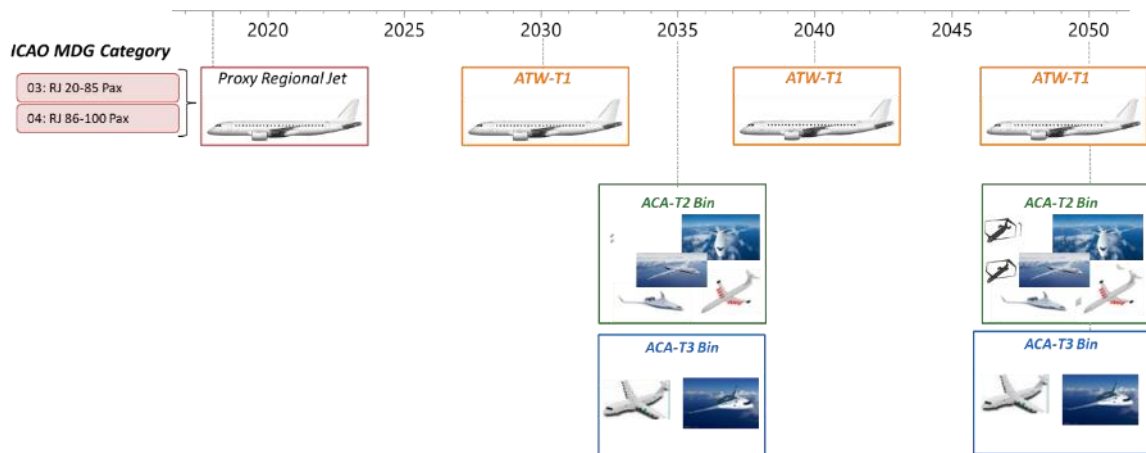 2020 2025 2030 2035 2040 2045 2050
ICAO MDG Category
03: RJ 20-85 Pax
04: RJ 86-100 Pax
Proxy Regional Jet
ATW-T1
ATW-T1
ATW-T1
ACA-T2 Bin
ACA-T2 Bin
ACA-T3 Bin
ACA-T3 Bin